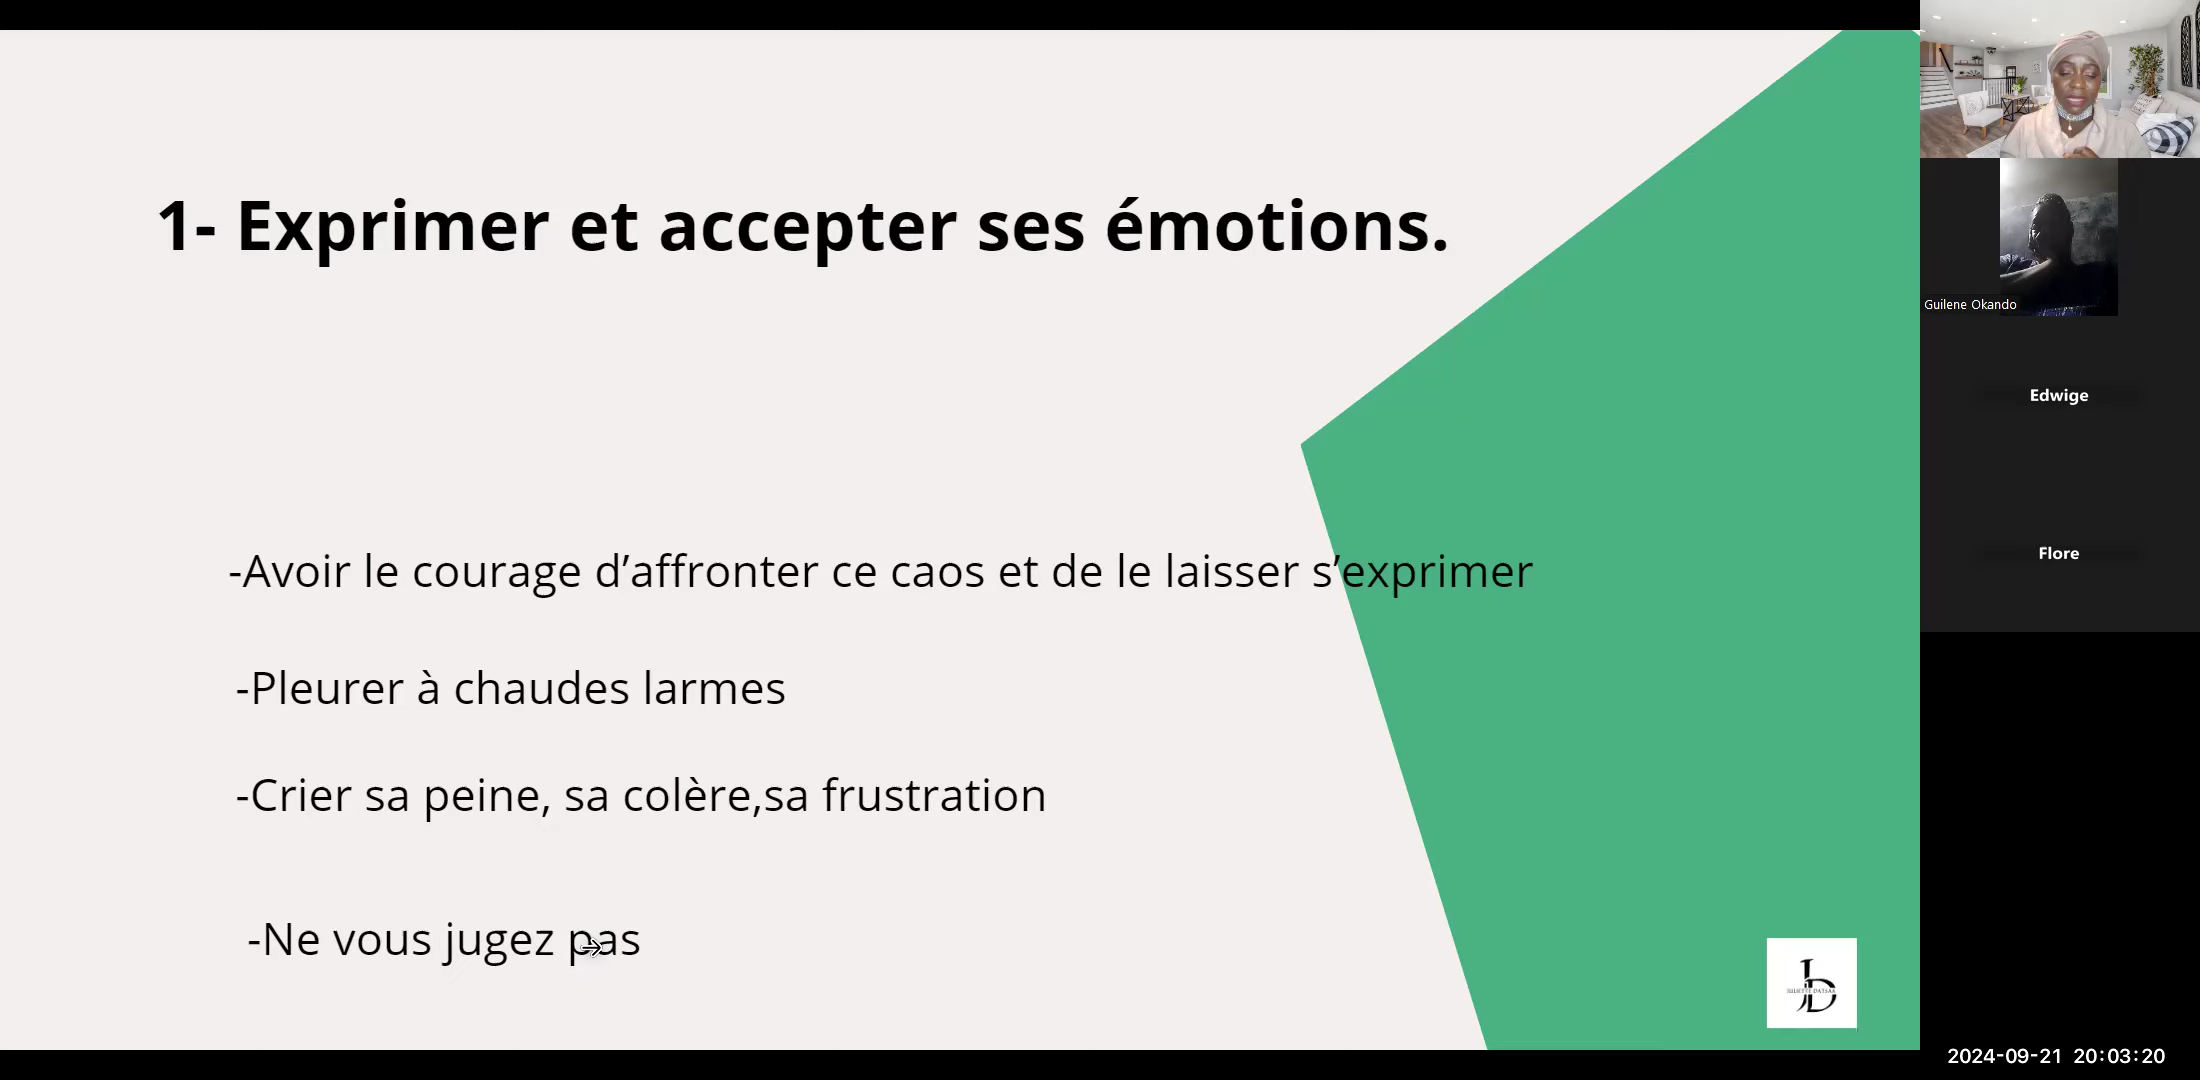 1- Exprimer et accepter ses émotions.
-Avoir le courage d’affronter ce caos et de le laisser s’exprimer
-Pleurer à chaudes larmes
-Crier sa peine, sa colère,sa frustration
-Ne vous jugez pas
JD
Guilene Okando
Edwige
Flore
2024-09-21 20:03:20